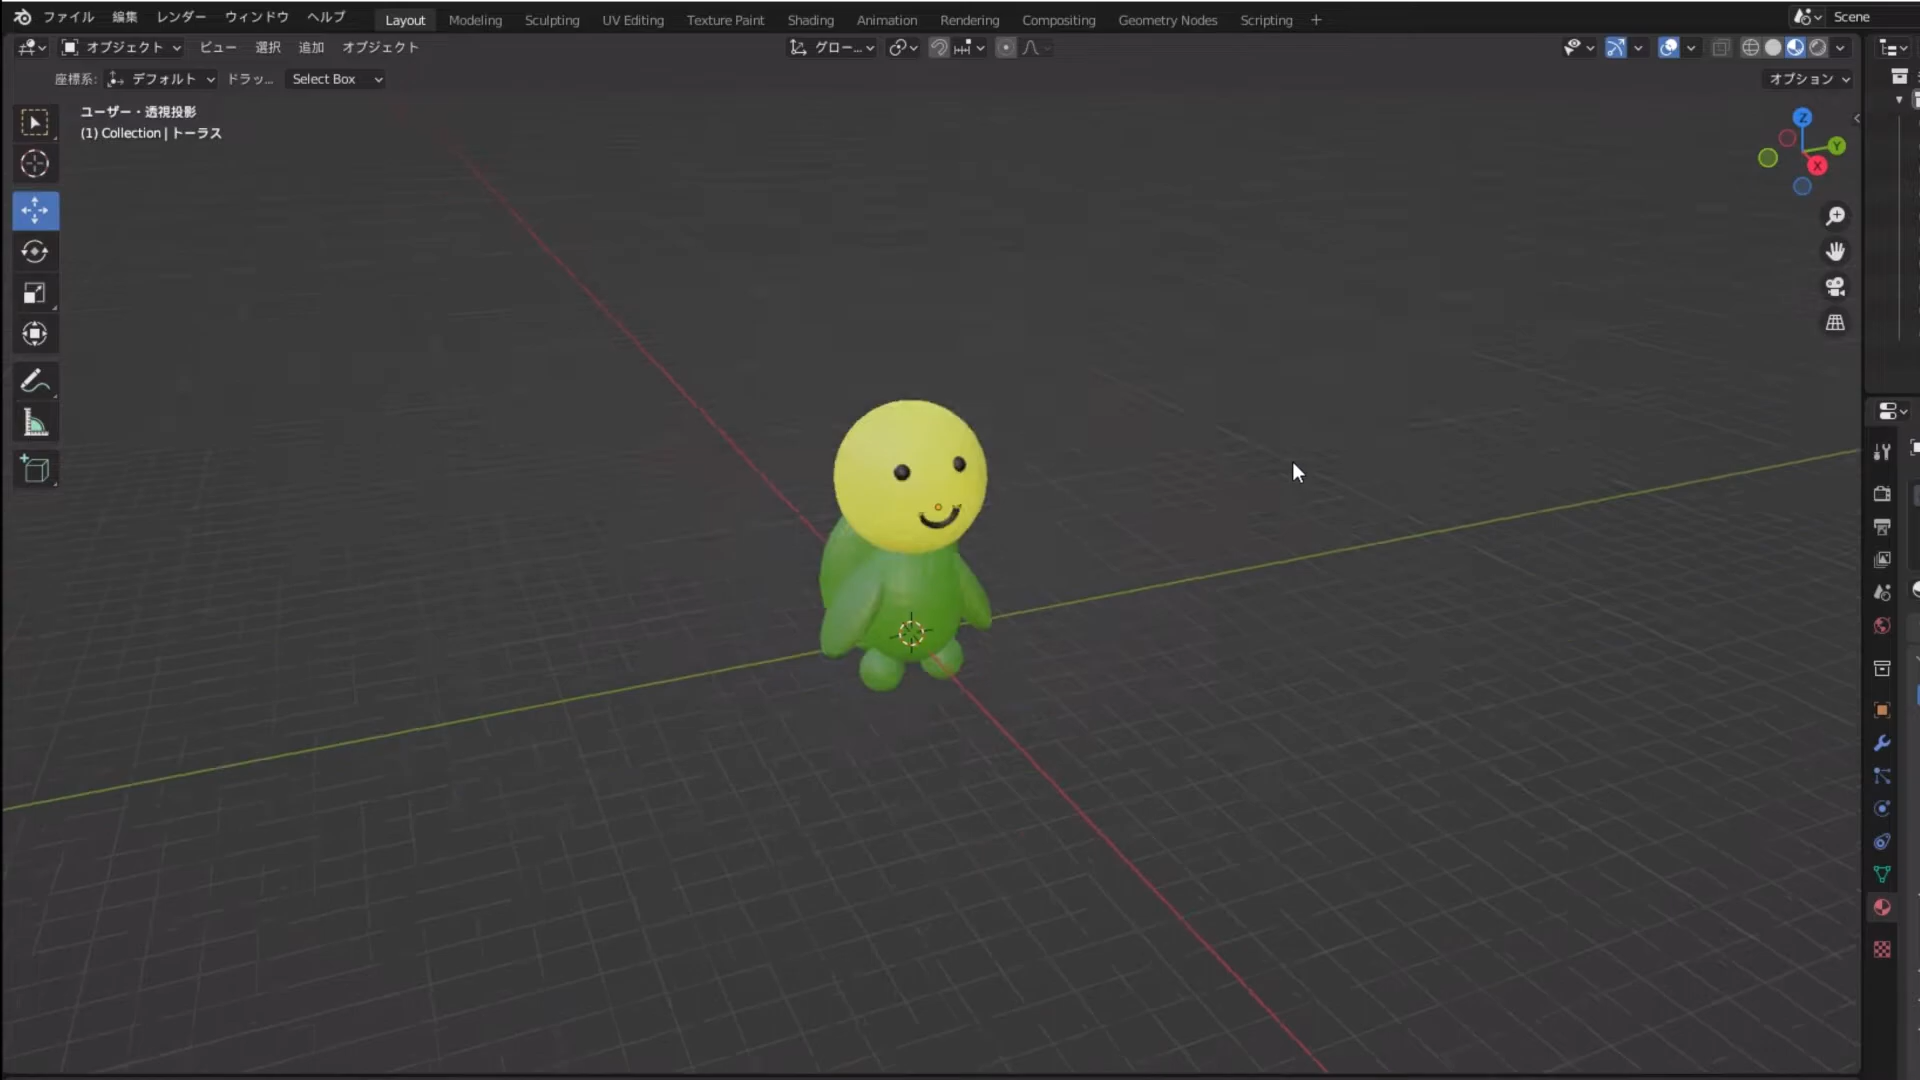 ファイル 編集 レンダー ウィンドウ ヘルプ Layout Modeling Sculpting UV Editing Texture Paint Shading Animation Rendering Compositing Geometry Nodes Scripting + Scene
オブジェクト ビュー 選択 追加 オブジェクト グロー...
座標系: デフォルト ドラッ... Select Box オプション
ユーザー・透視投影
(1) Collection | トーラス
Z
Y
X